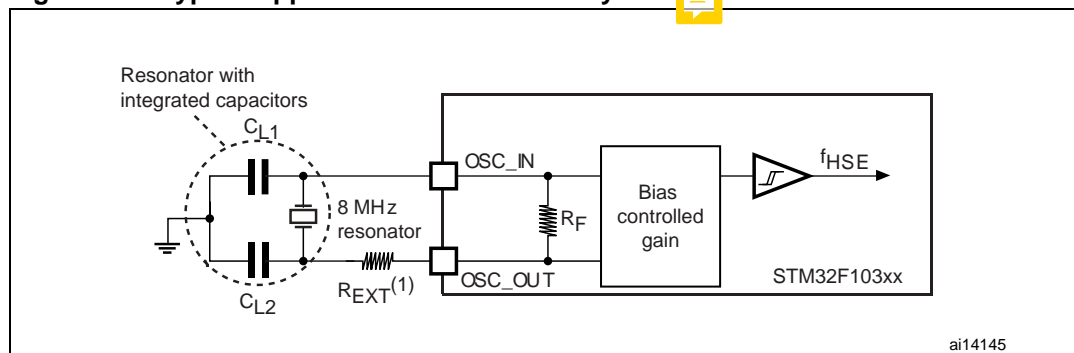 Resonator with
integrated capacitors
CL1
OSC_IN
fHSE
8 MHz
resonator
RF
Bias
controlled
gain
REXT(1)
OSC_OUT
STM32F103xx
CL2
ai14145